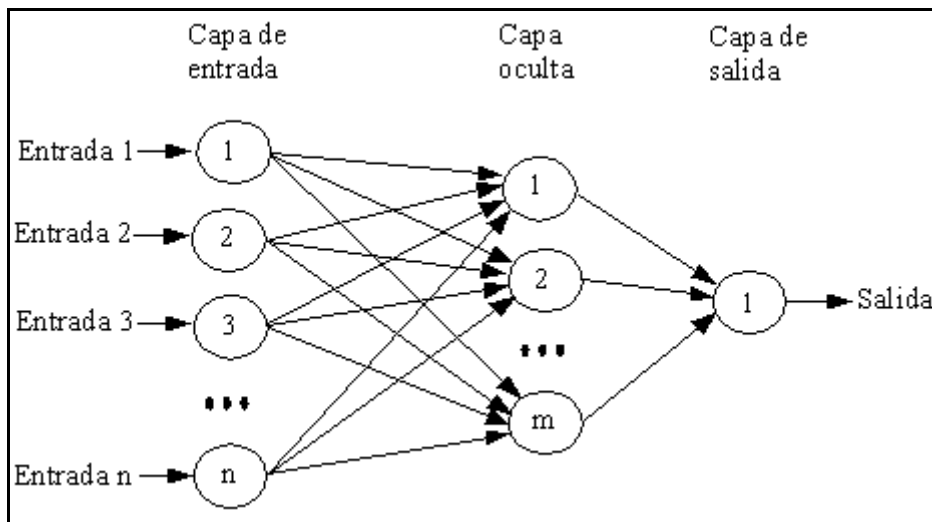 Capa de
entrada
Capa
oculta
Capa de
salida
Entrada 1
1
1
Entrada 2
2
2
1
Salida
Entrada 3
3
...
...
m
Entrada n
n